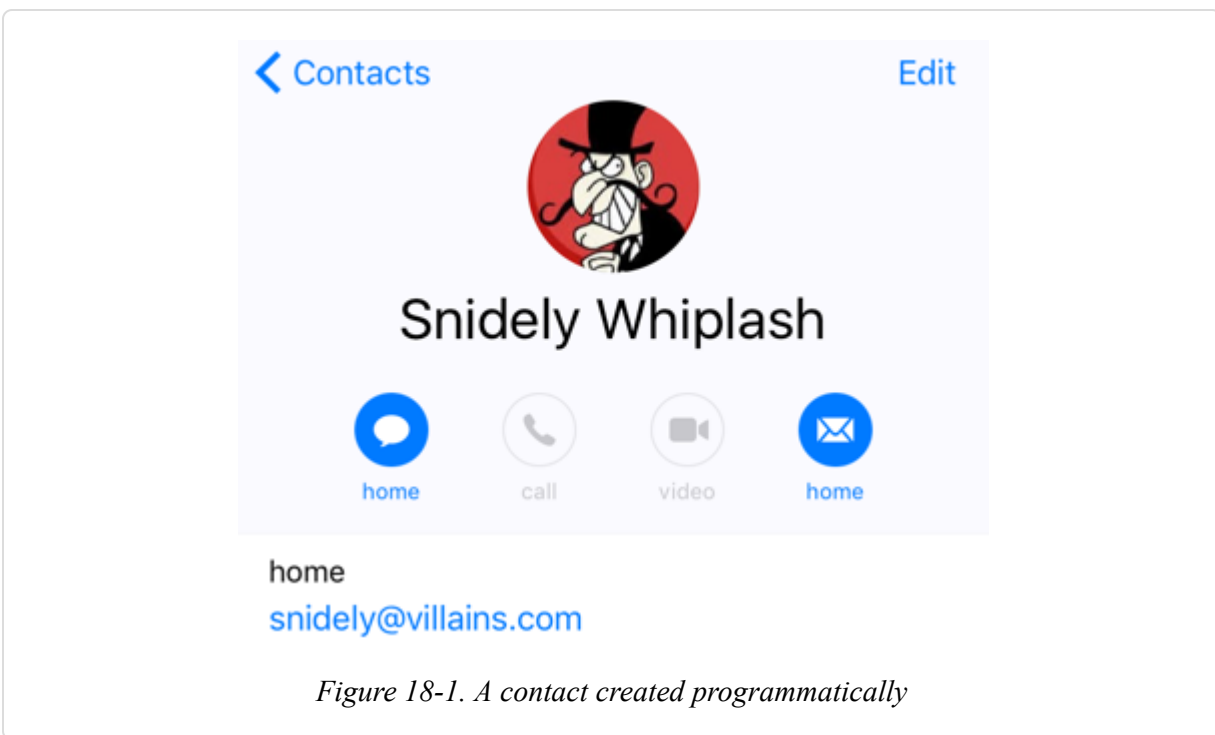 Contacts Edit
Snidely Whiplash
home call video home
home
snidely@villains.com
Figure 18-1. A contact created programmatically